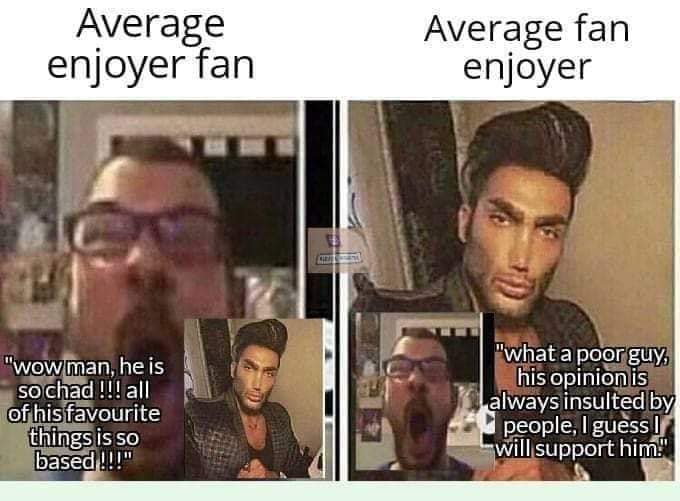 Average
enjoyer fan
Average fan
enjoyer
"wow man, he is
so chad !!! all
of his favourite
things is so
based !!!"
"what a poor guy,
his opinion is
always insulted by
people, I guess I
will support him."